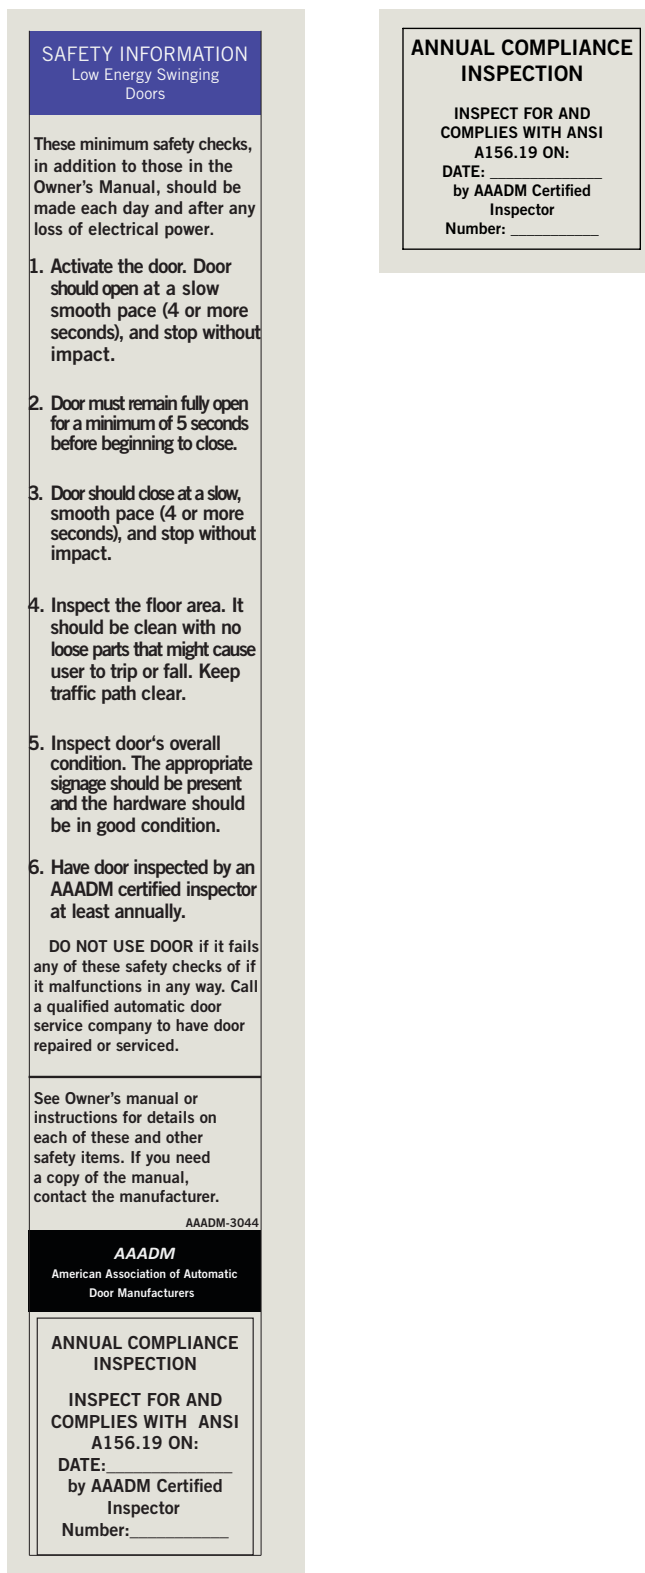 SAFETY INFORMATION
Low Energy Swinging
Doors
These minimum safety checks,
in addition to those in the
Owner's Manual, should be
made each day and after any
loss of electrical power.
1. Activate the door. Door
should open at a slow
smooth pace (4 or more
seconds), and stop without
impact.
2. Door must remain fully open
for a minimum of 5 seconds
before beginning to close.
3. Door should close at a slow,
smooth pace (4 or more
seconds), and stop without
impact.
4. Inspect the floor area. It
should be clean with no
loose parts that might cause
user to trip or fall. Keep
traffic path clear.
5. Inspect door‘s overall
condition. The appropriate
signage should be present
and the hardware should
be in good condition.
6. Have door inspected by an
AAADM certified inspector
at least annually.
DO NOT USE DOOR if it fails
any of these safety checks of if
it malfunctions in any way. Call
a qualified automatic door
service company to have door
repaired or serviced.
See Owner's manual or
instructions for details on
each of these and other
safety items. If you need
a copy of the manual,
contact the manufacturer.
AAADM-3044
AAADM
American Association of Automatic
Door Manufacturers
ANNUAL COMPLIANCE
INSPECTION
INSPECT FOR AND
COMPLIES WITH ANSI
A156.19 ON:
DATE:______________
by AAADM Certified
Inspector
Number:___________
ANNUAL COMPLIANCE
INSPECTION
INSPECT FOR AND
COMPLIES WITH ANSI
A156.19 ON:
DATE: ______________
by AAADM Certified
Inspector
Number: ___________